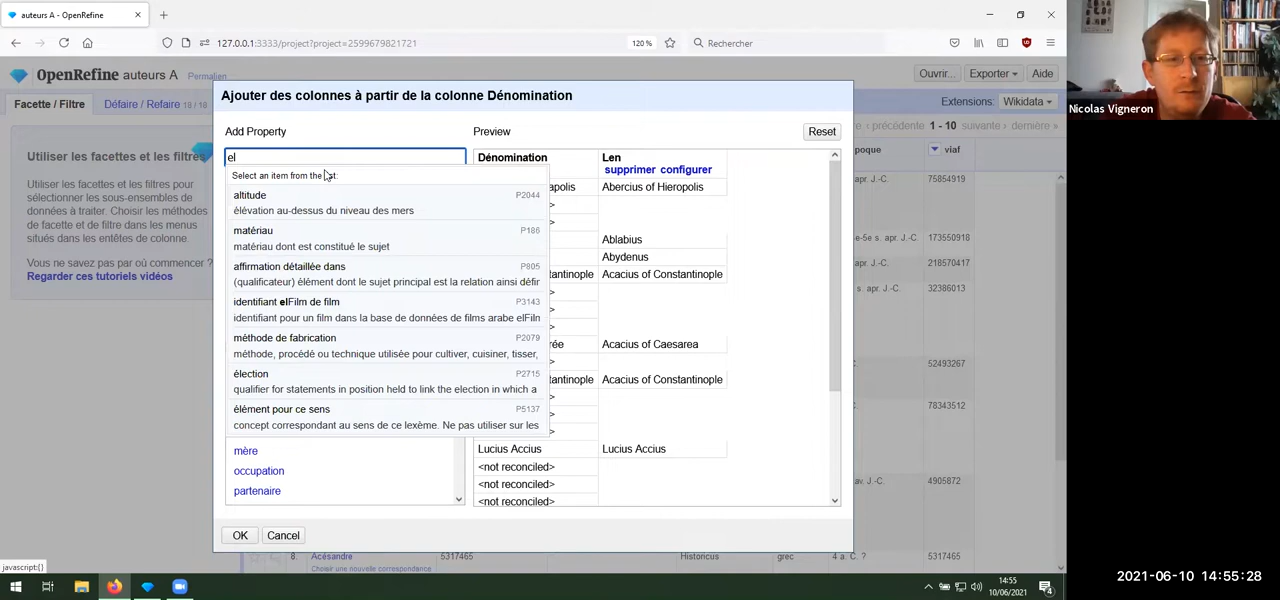 auteurs A - OpenRefine
127.0.0.1:3333/project?project=2599679821721
120 %
Rechercher
OpenRefine auteurs A Permalien
Ouvrir...
Exporter
Aide
Facette / Filtre
Défaire / Refaire 18 / 18
Extensions:
Wikidata
Utiliser les facettes et les filtres
Utiliser les facettes et filtres pour
sélectionner les sous-ensembles de
données à traiter. Choisir les méthodes
de facette et de filtre dans les menus
situés dans les entêtes de colonne.
Vous ne savez pas par où commencer ?
Regarder ces tutoriels vidéos
Ajouter des colonnes à partir de la colonne Dénomination
Add Property
Preview
Reset
el
Select an item from the list:
altitude
P2044
élévation au-dessus du niveau des mers
matériau
P186
matériau dont est constitué le sujet
affirmation détaillée dans
P805
(qualificateur) élément dont le sujet principal est la relation ainsi définir
identifiant elFilm de film
P3143
identifiant pour un film dans la base de données de films arabe elFiln
méthode de fabrication
P2079
méthode, procédé ou technique utilisée pour cultiver, cuisiner, tisser,
élection
P2715
qualifier for statements in position held to link the election in which a
élément pour ce sens
P5137
concept correspondant au sens de ce lexème. Ne pas utiliser sur les
mère
occupation
partenaire
Dénomination
Len
supprimer configurer
apolis
Abercius of Hieropolis
>
>
Ablabius
>
Abydenus
tantinople
Acacius of Constantinople
>
>
>
rée
Acacius of Caesarea
>
tantinople
Acacius of Constantinople
>
>
>
Lucius Accius
Lucius Accius
<not reconciled>
<not reconciled>
<not reconciled>
OK
Cancel
« précédente 1 - 10 suivante › dernière »
poque
viaf
apr. J.-C.
75854919
e-5e s. apr. J.-C.
173550918
apr. J.-C.
218570417
apr. J.-C.
32386013
52493267
78343512
av. J.-C.
4905872
8.
Acésandre
5317465
Historicus
grec
4 a. C. ?
5317465
Choisir une nouvelle correspondance
javascript:{}
14:55
10/06/2021
4
Nicolas Vigneron
2021-06-10 14:55:28